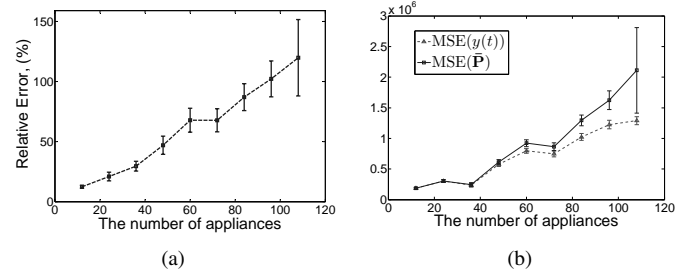 150
100
50
0
Relative Error, (%)
0 20 40 60 80 100 120
The number of appliances
(a)
x 10^6
3
2.5
2
1.5
1
0.5
0
MSE(y(t))
MSE(P̄)
0 20 40 60 80 100 120
The number of appliances
(b)